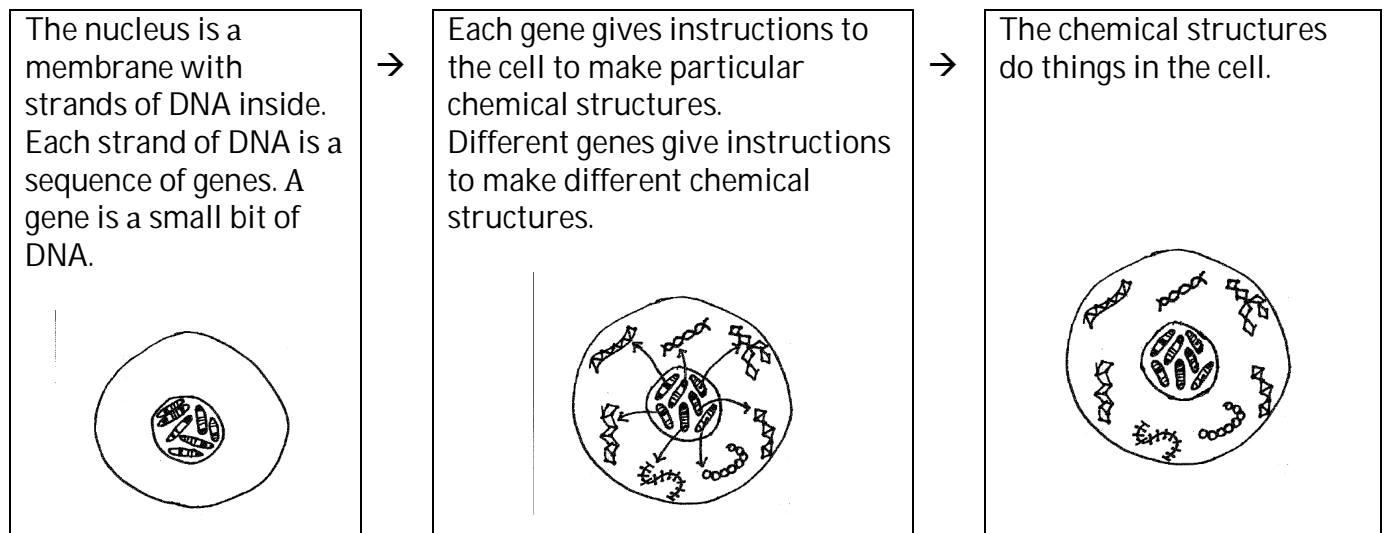 The nucleus is a
membrane with
strands of DNA inside.
Each strand of DNA is a
sequence of genes. A
gene is a small bit of
DNA.
→
Each gene gives instructions to
the cell to make particular
chemical structures.
Different genes give instructions
to make different chemical
structures.
→
The chemical structures
do things in the cell.